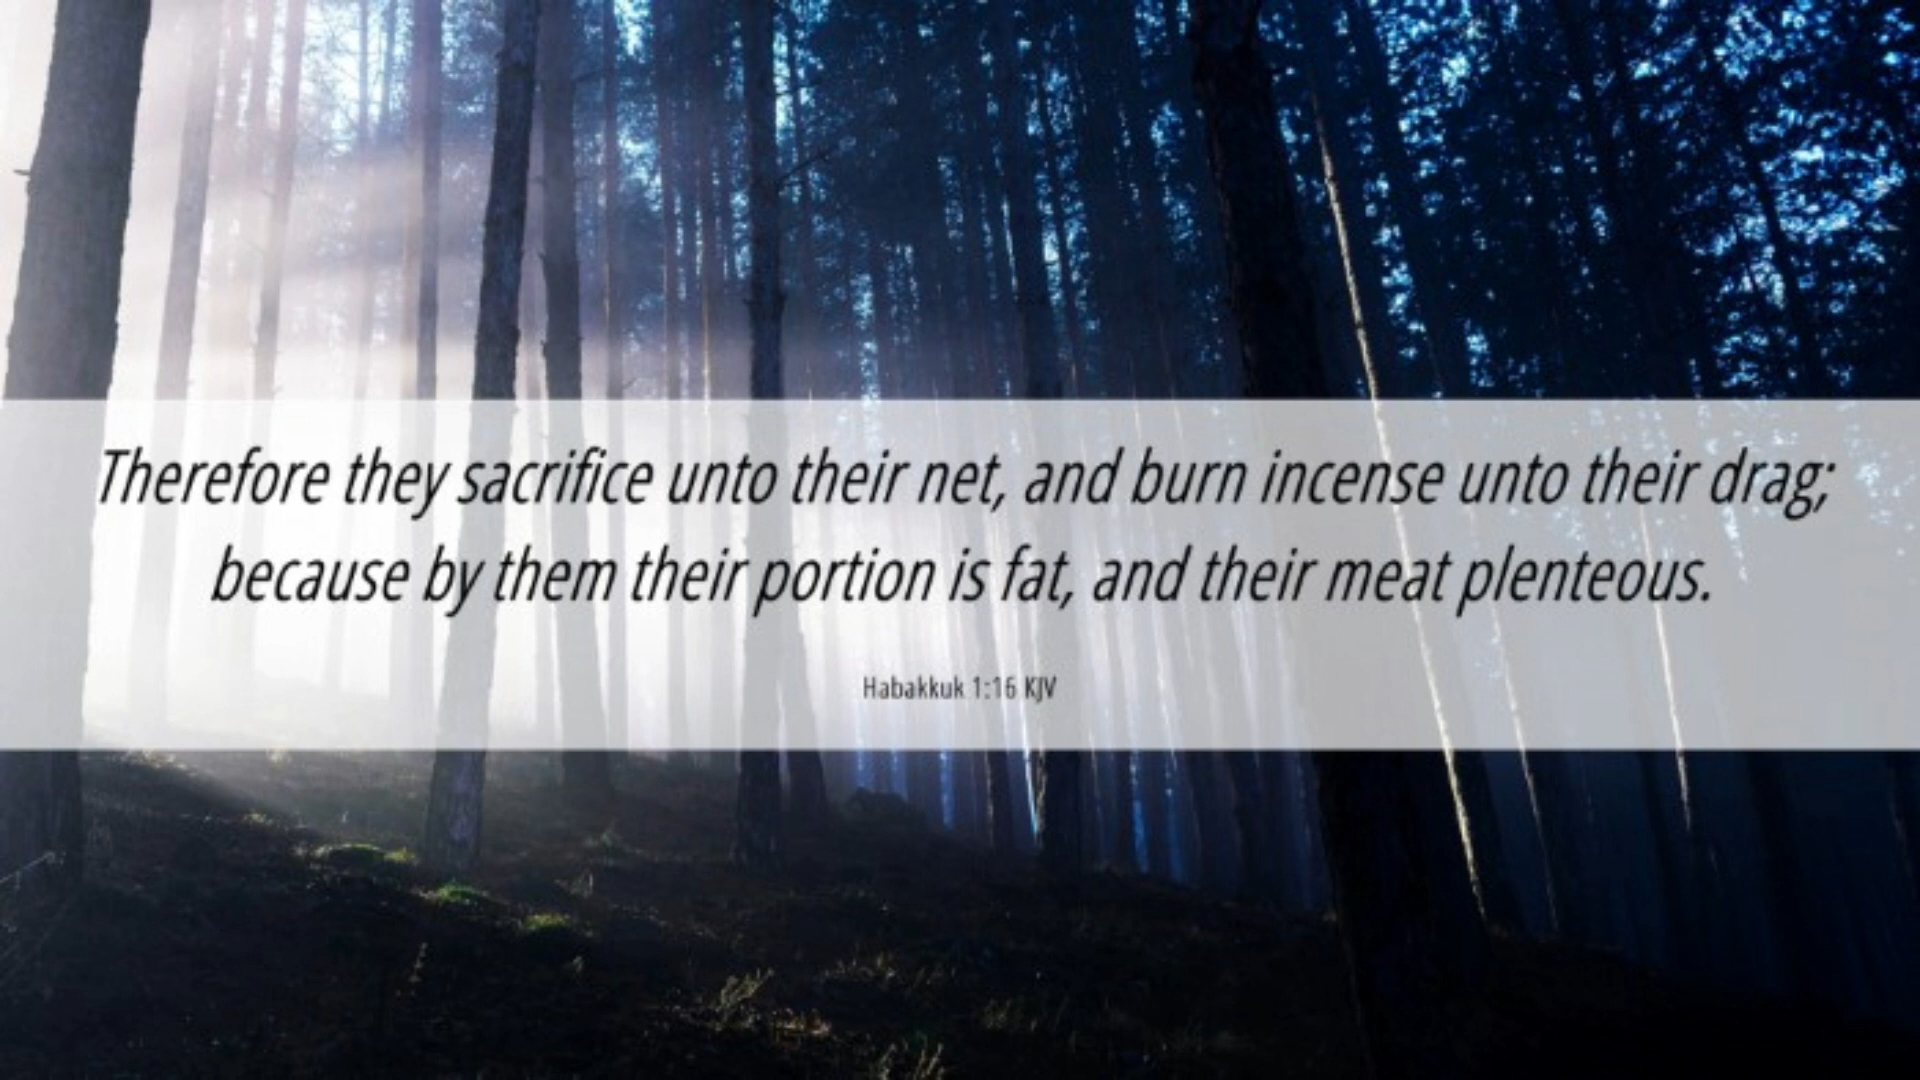 Therefore they sacrifice unto their net, and burn incense unto their drag;
because by them their portion is fat, and their meat plenteous.
Habakkuk 1:16 KJV